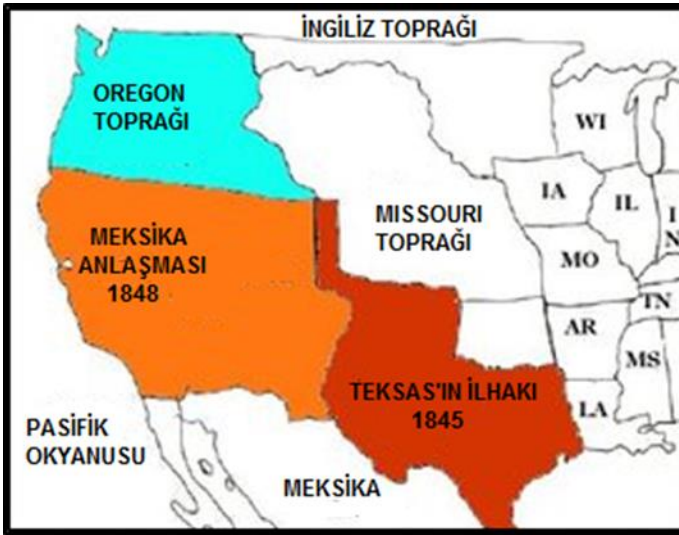 İNGİLİZ TOPRAĞI
OREGON
TOPRAĞI
WI
MISSOURI
TOPRAĞI
IA
IL
I
N
MEKSİKA
ANLAŞMASI
1848
MO
TN
AR
MS
TEKSAS'IN İLHAKI
1845
LA
PASİFİK
OKYANUSU
MEKSİKA